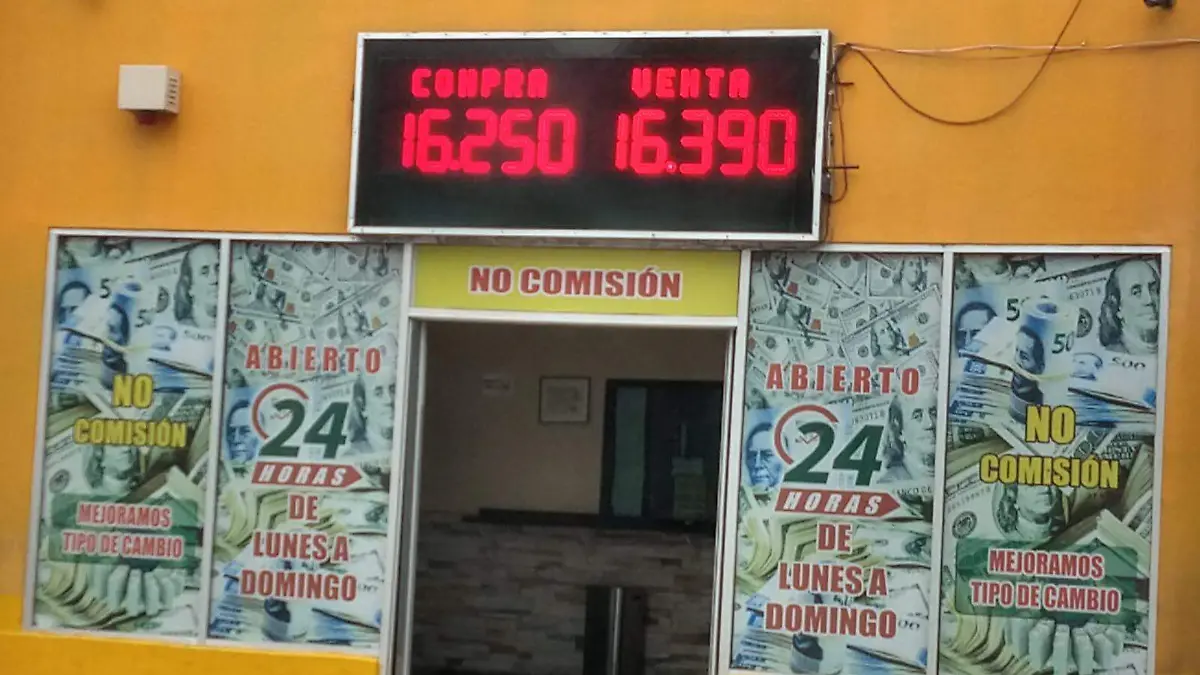 COMPRA VENTA
16.250 16.390
NO COMISIÓN
NO
COMISIÓN
MEJORAMOS
TIPO DE CAMBIO
ABIERTO
24
HORAS
DE
LUNES A
DOMINGO
ABIERTO
24
HORAS
DE
LUNES A
DOMINGO
NO
COMISIÓN
MEJORAMOS
TIPO DE CAMBIO